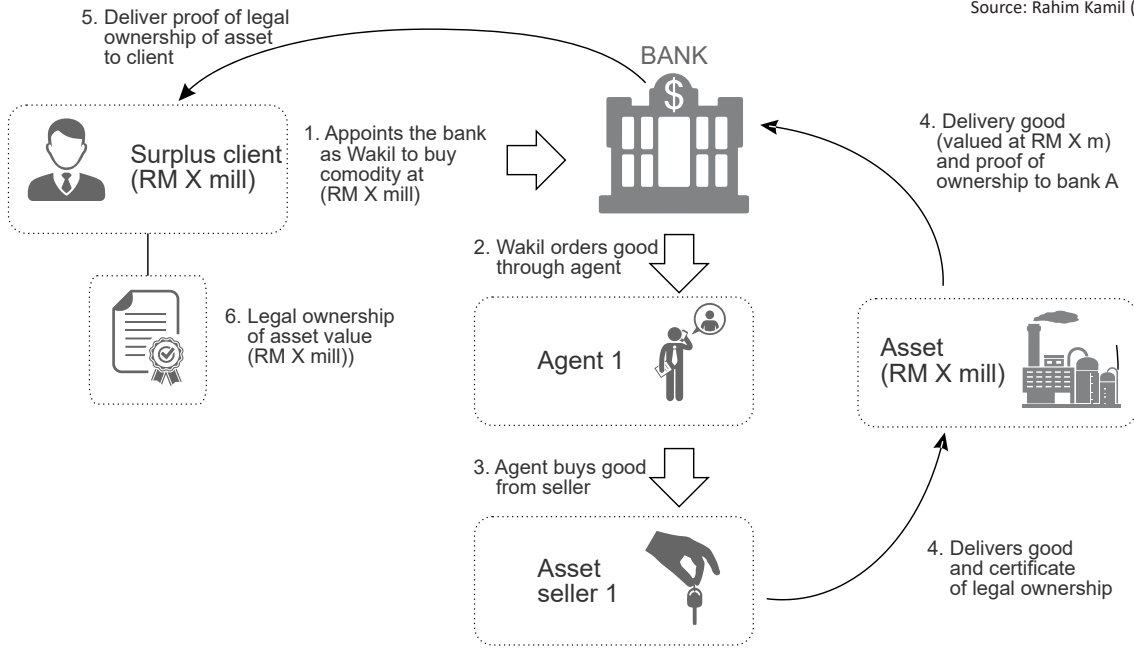 Source: Rahim Kamil (
5. Deliver proof of legal
ownership of asset
to client
BANK
$
Surplus client
(RM X mill)
1. Appoints the bank
as Wakil to buy
comodity at
(RM X mill)
4. Delivery good
(valued at RM X m)
and proof of
ownership to bank A
2. Wakil orders good
through agent
6. Legal ownership
of asset value
(RM X mill))
Agent 1
Asset
(RM X mill)
3. Agent buys good
from seller
Asset
seller 1
4. Delivers good
and certificate
of legal ownership